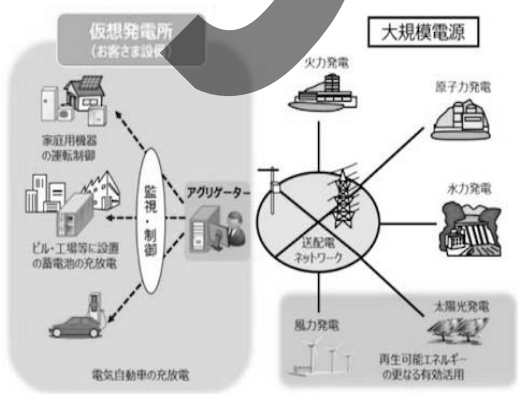 仮想発電所
(お客さま設備)
家庭用機器
の運転制御
ビル・工場等に設置
の蓄電池の充放電
電気自動車の充放電
監視・制御
アグリゲーター
大規模電源
火力発電
原子力発電
水力発電
送配電
ネットワーク
風力発電
太陽光発電
再生可能エネルギー
の更なる有効活用